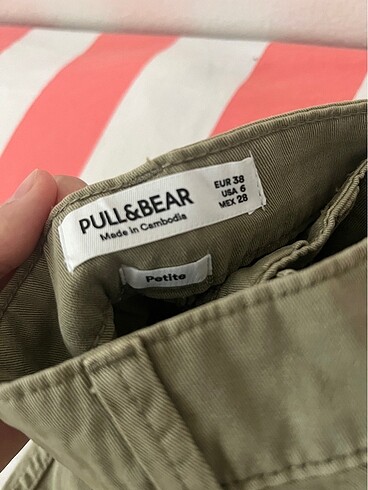 PULL&BEAR
Made in Cambodia
EUR 38
USA 6
MEX 28
Petite